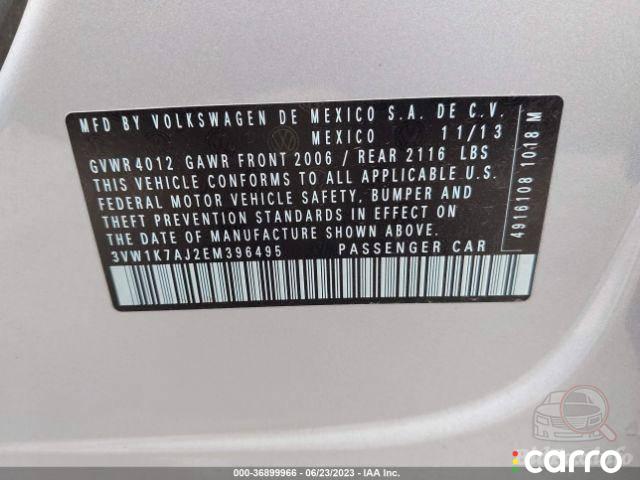 MFD BY VOLKSWAGEN DE MEXICO S.A. DE C.V.
MEXICO 11/13
GVWR 4012 GAWR FRONT 2006 / REAR 2116 LBS
THIS VEHICLE CONFORMS TO ALL APPLICABLE U.S.
FEDERAL MOTOR VEHICLE SAFETY, BUMPER AND
THEFT PREVENTION STANDARDS IN EFFECT ON
THE DATE OF MANUFACTURE SHOWN ABOVE.
3VW1K7AJ2EM396495 PASSENGER CAR
4916108 1018 M
000-36899966 - 06/23/2023 - IAA Inc.
carro